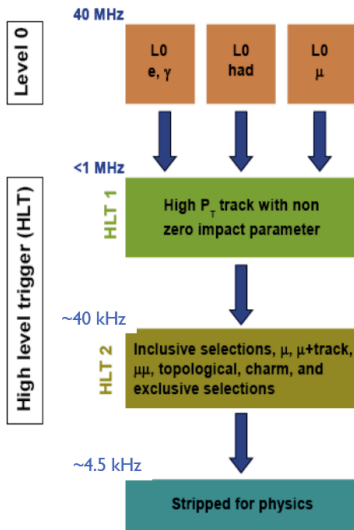 Level 0
40 MHz
L0
e, γ
L0
had
L0
μ
High level trigger (HLT)
<1 MHz
HLT 1
High P_T track with non
zero impact parameter
~40 kHz
HLT 2
Inclusive selections, μ, μ+track,
μμ, topological, charm, and
exclusive selections
~4.5 kHz
Stripped for physics